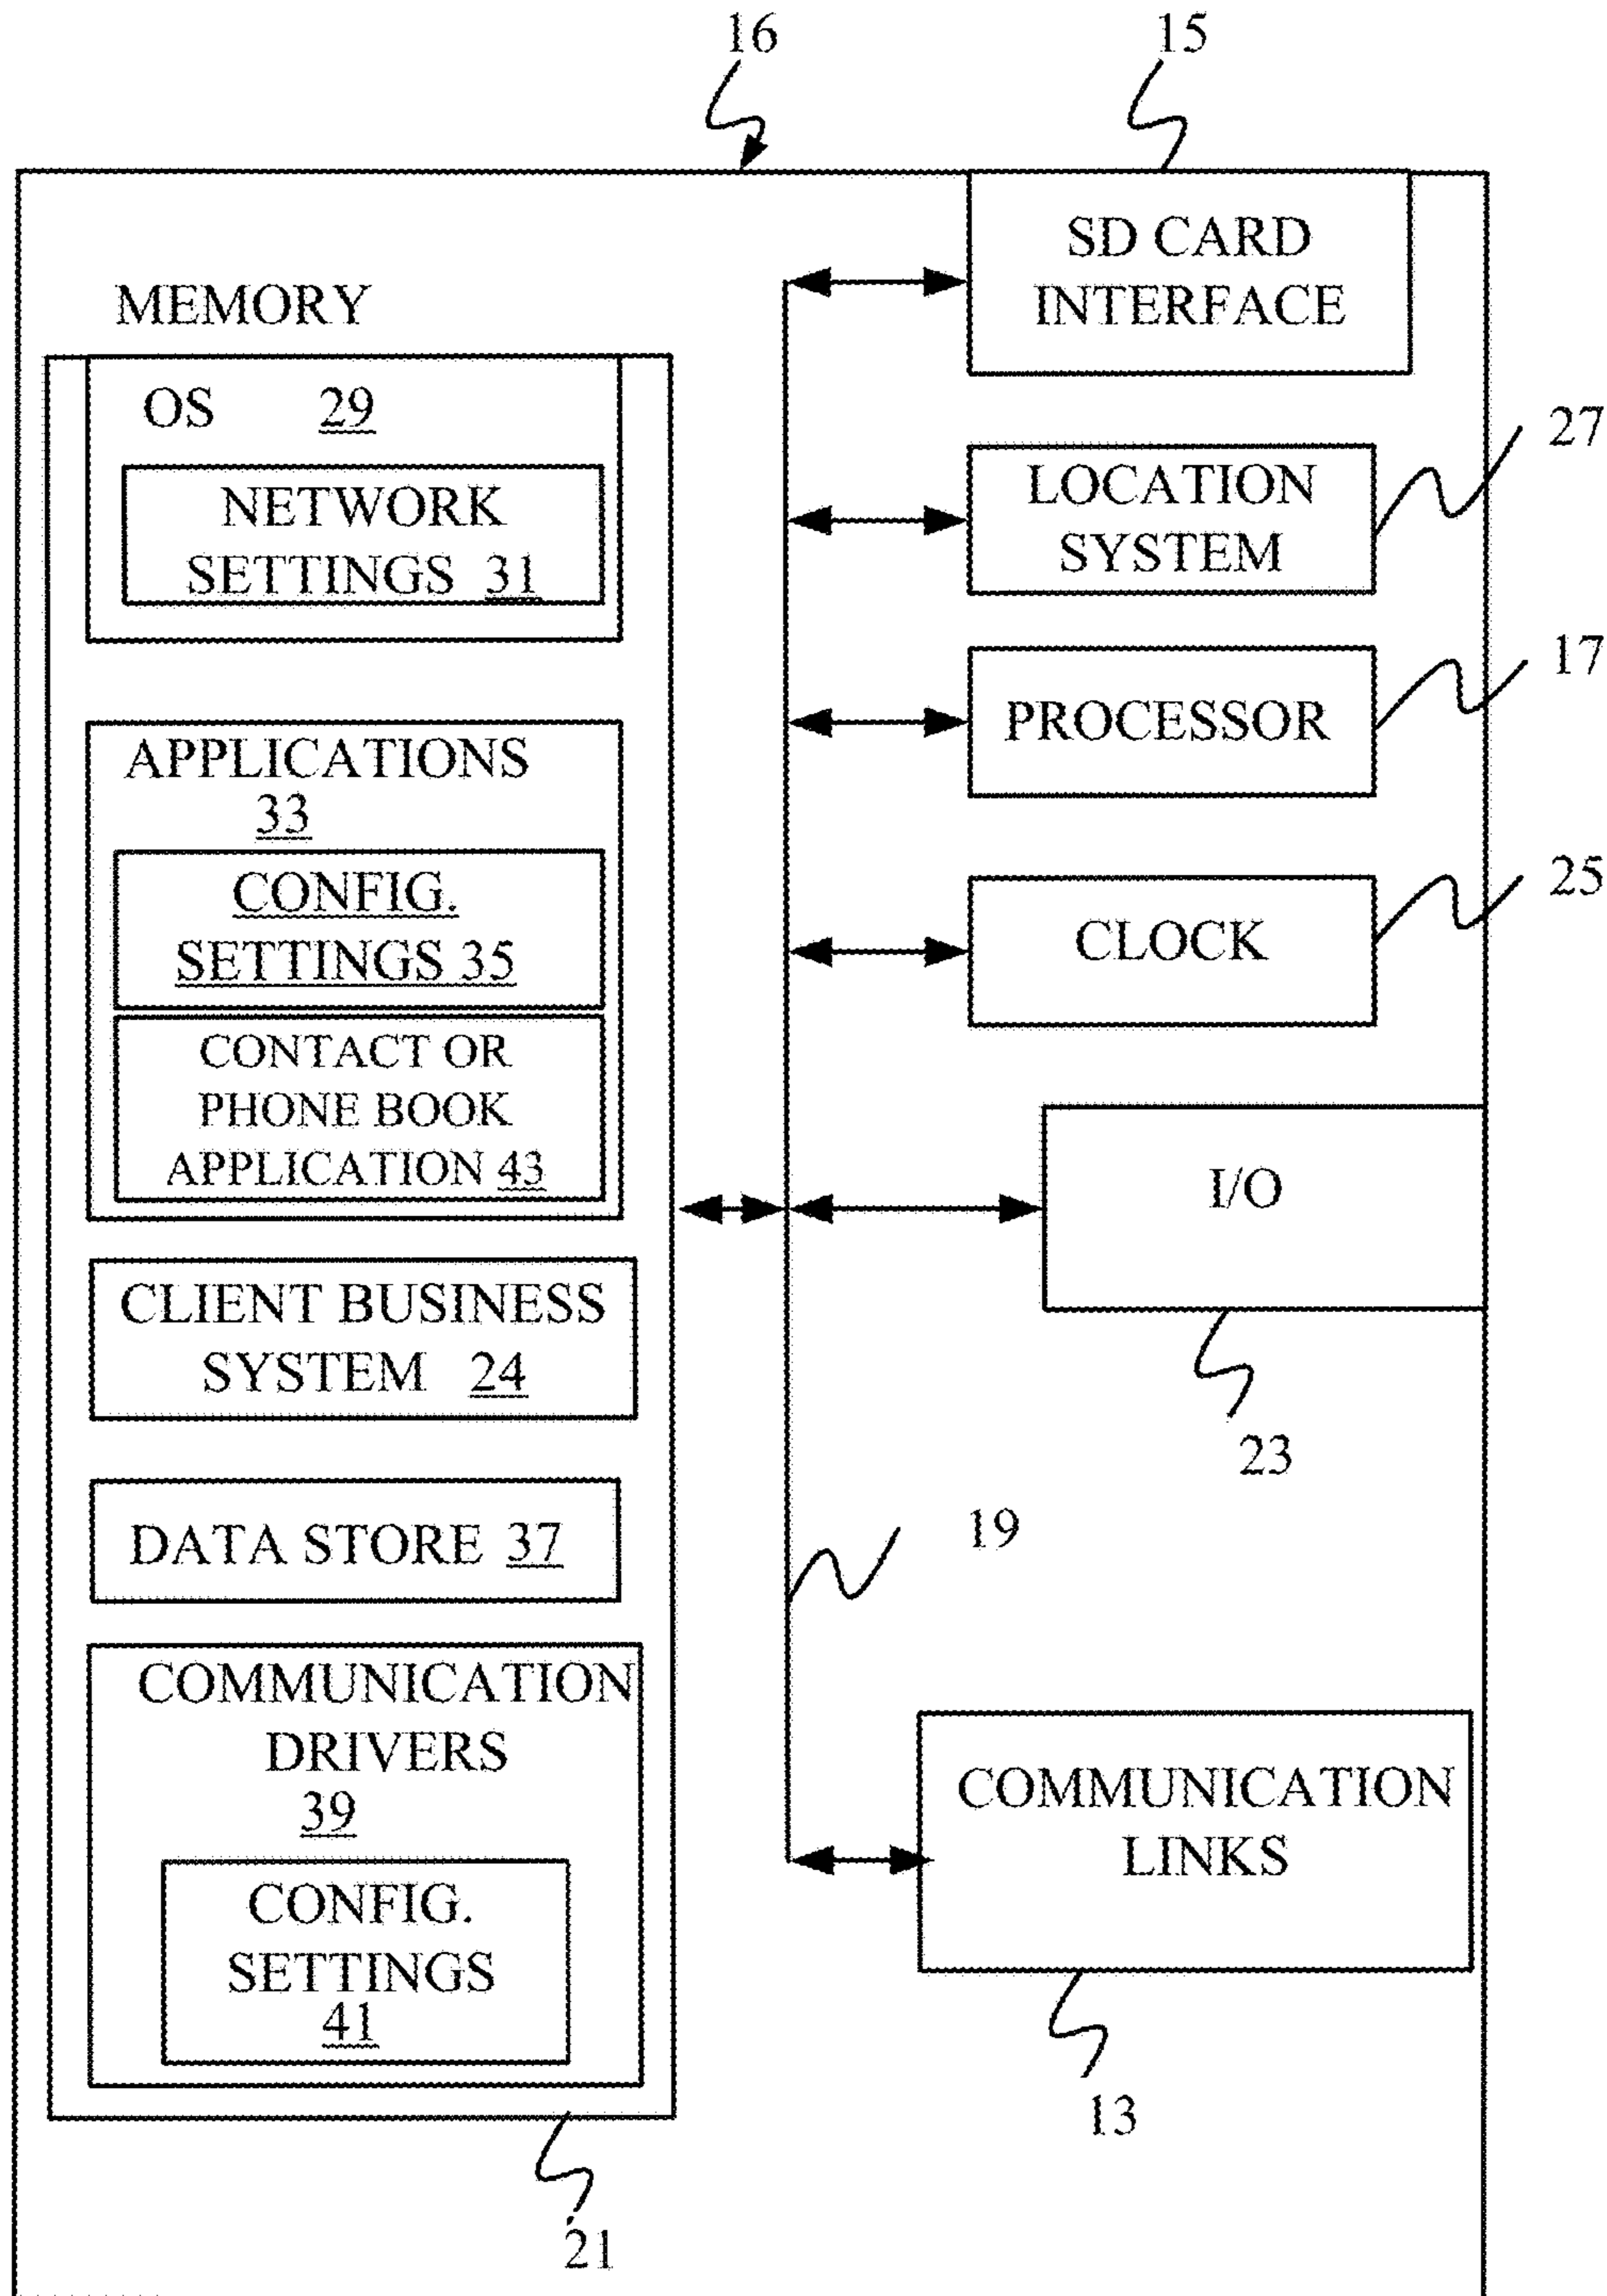 16
15
SD CARD
INTERFACE
MEMORY
OS 29
NETWORK
SETTINGS 31
27
LOCATION
SYSTEM
17
PROCESSOR
APPLICATIONS
33
CONFIG.
SETTINGS 35
25
CLOCK
CONTACT OR
PHONE BOOK
APPLICATION 43
I/O
23
CLIENT BUSINESS
SYSTEM 24
19
DATA STORE 37
COMMUNICATION
DRIVERS
39
CONFIG.
SETTINGS
41
COMMUNICATION
LINKS
13
21